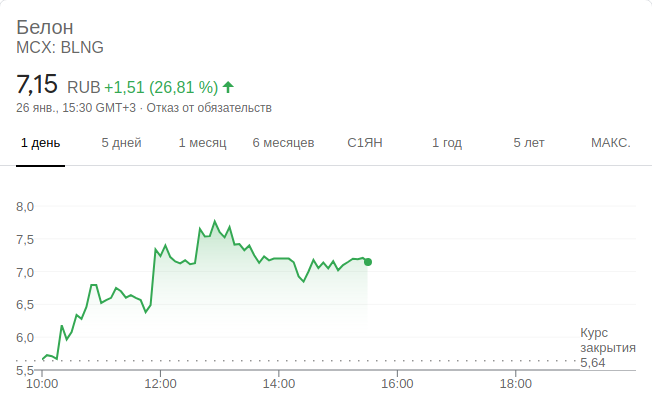 Белон
MCX: BLNG
7,15 RUB +1,51 (26,81 %)
26 янв., 15:30 GMT+3 · Отказ от обязательств
1 день 5 дней 1 месяц 6 месяцев С1ЯН 1 год 5 лет МАКС.
8,0
7,5
7,0
6,5
6,0
5,5
Курс
закрытия
5,64
10:00 12:00 14:00 16:00 18:00